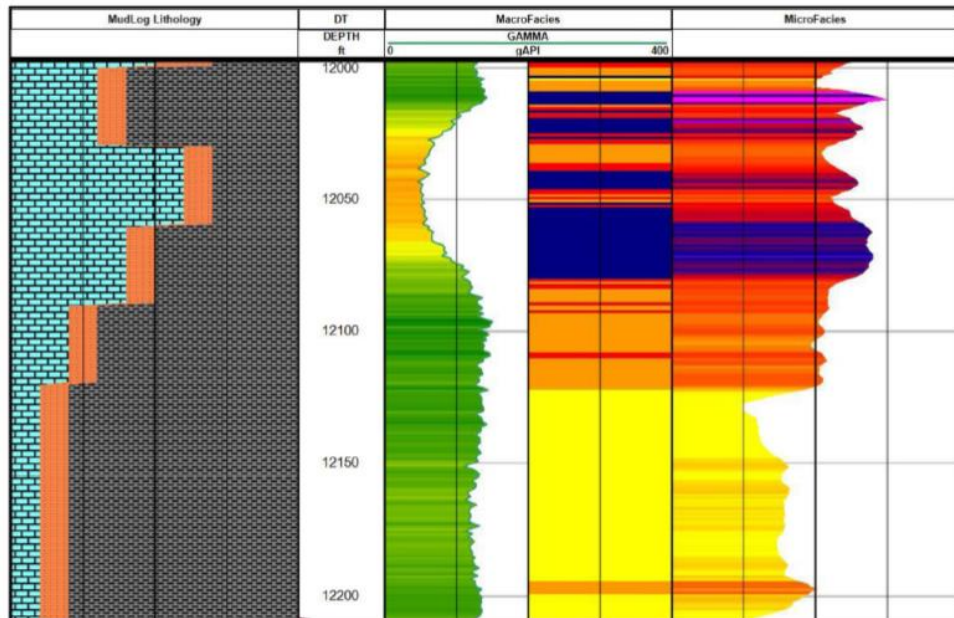 MudLog Lithology DT MacroFacies MicroFacies
DEPTH GAMMA
ft 0 gAPI 400
12000
12050
12100
12150
12200